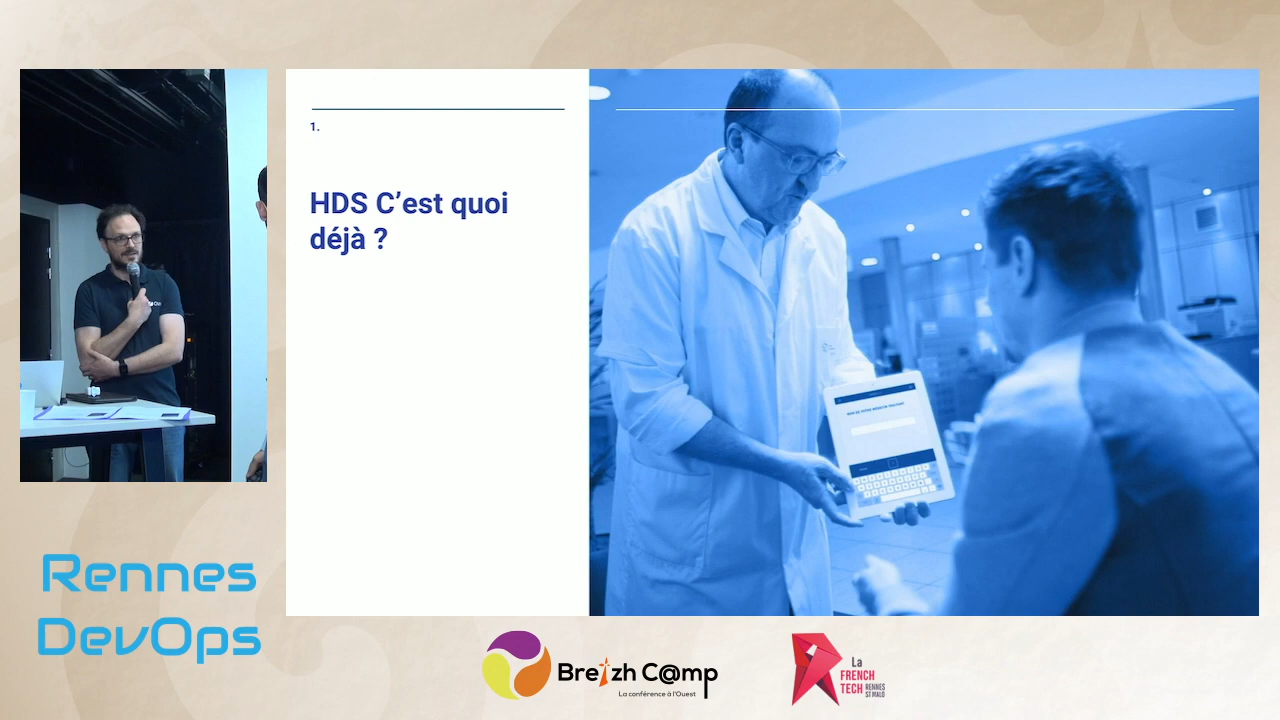 1.
HDS C’est quoi
déjà ?
Rennes
DevOps
Breizh C@mp
La conférence à l'Ouest
La
FRENCH
TECH
RENNES
ST MALO